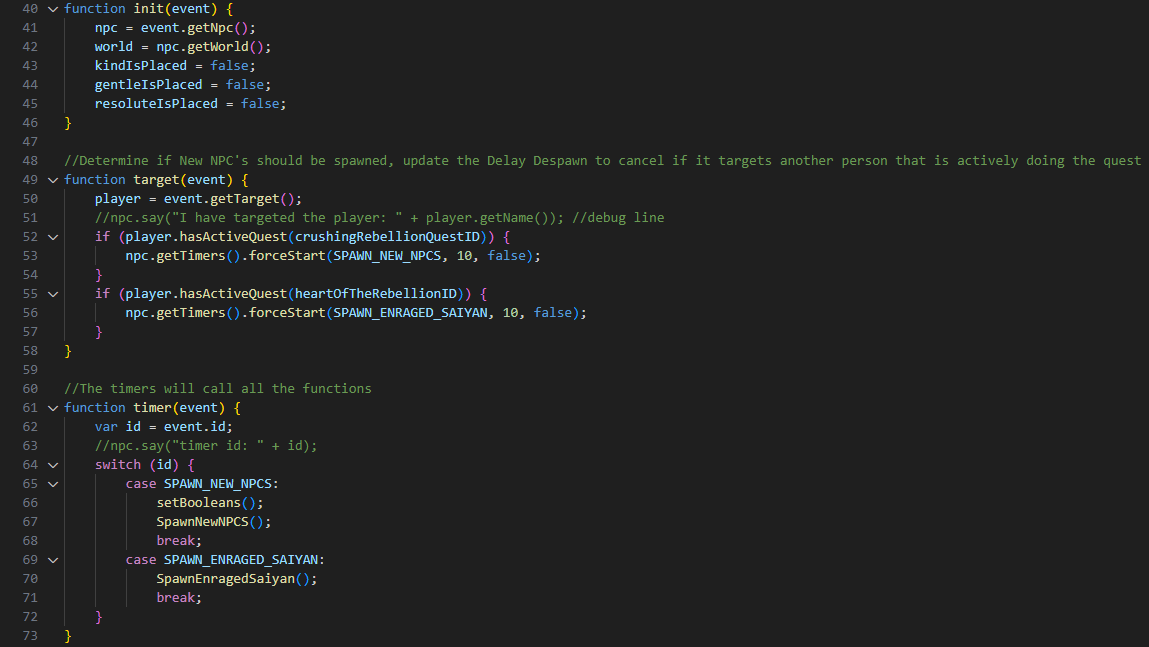 40 function init(event) {
41     npc = event.getNpc();
42     world = npc.getWorld();
43     kindIsPlaced = false;
44     gentleIsPlaced = false;
45     resoluteIsPlaced = false;
46 }
47
48 //Determine if New NPC's should be spawned, update the Delay Despawn to cancel if it targets another person that is actively doing the quest
49 function target(event) {
50     player = event.getTarget();
51     //npc.say("I have targeted the player: " + player.getName()); //debug line
52     if (player.hasActiveQuest(crushingRebellionQuestID)) {
53         npc.getTimers().forceStart(SPAWN_NEW_NPCS, 10, false);
54     }
55     if (player.hasActiveQuest(heartOfTheRebellionID)) {
56         npc.getTimers().forceStart(SPAWN_ENRAGED_SAIYAN, 10, false);
57     }
58 }
59
60 //The timers will call all the functions
61 function timer(event) {
62     var id = event.id;
63     //npc.say("timer id: " + id);
64     switch (id) {
65         case SPAWN_NEW_NPCS:
66             setBooleans();
67             SpawnNewNPCS();
68             break;
69         case SPAWN_ENRAGED_SAIYAN:
70             SpawnEnragedSaiyan();
71             break;
72     }
73 }